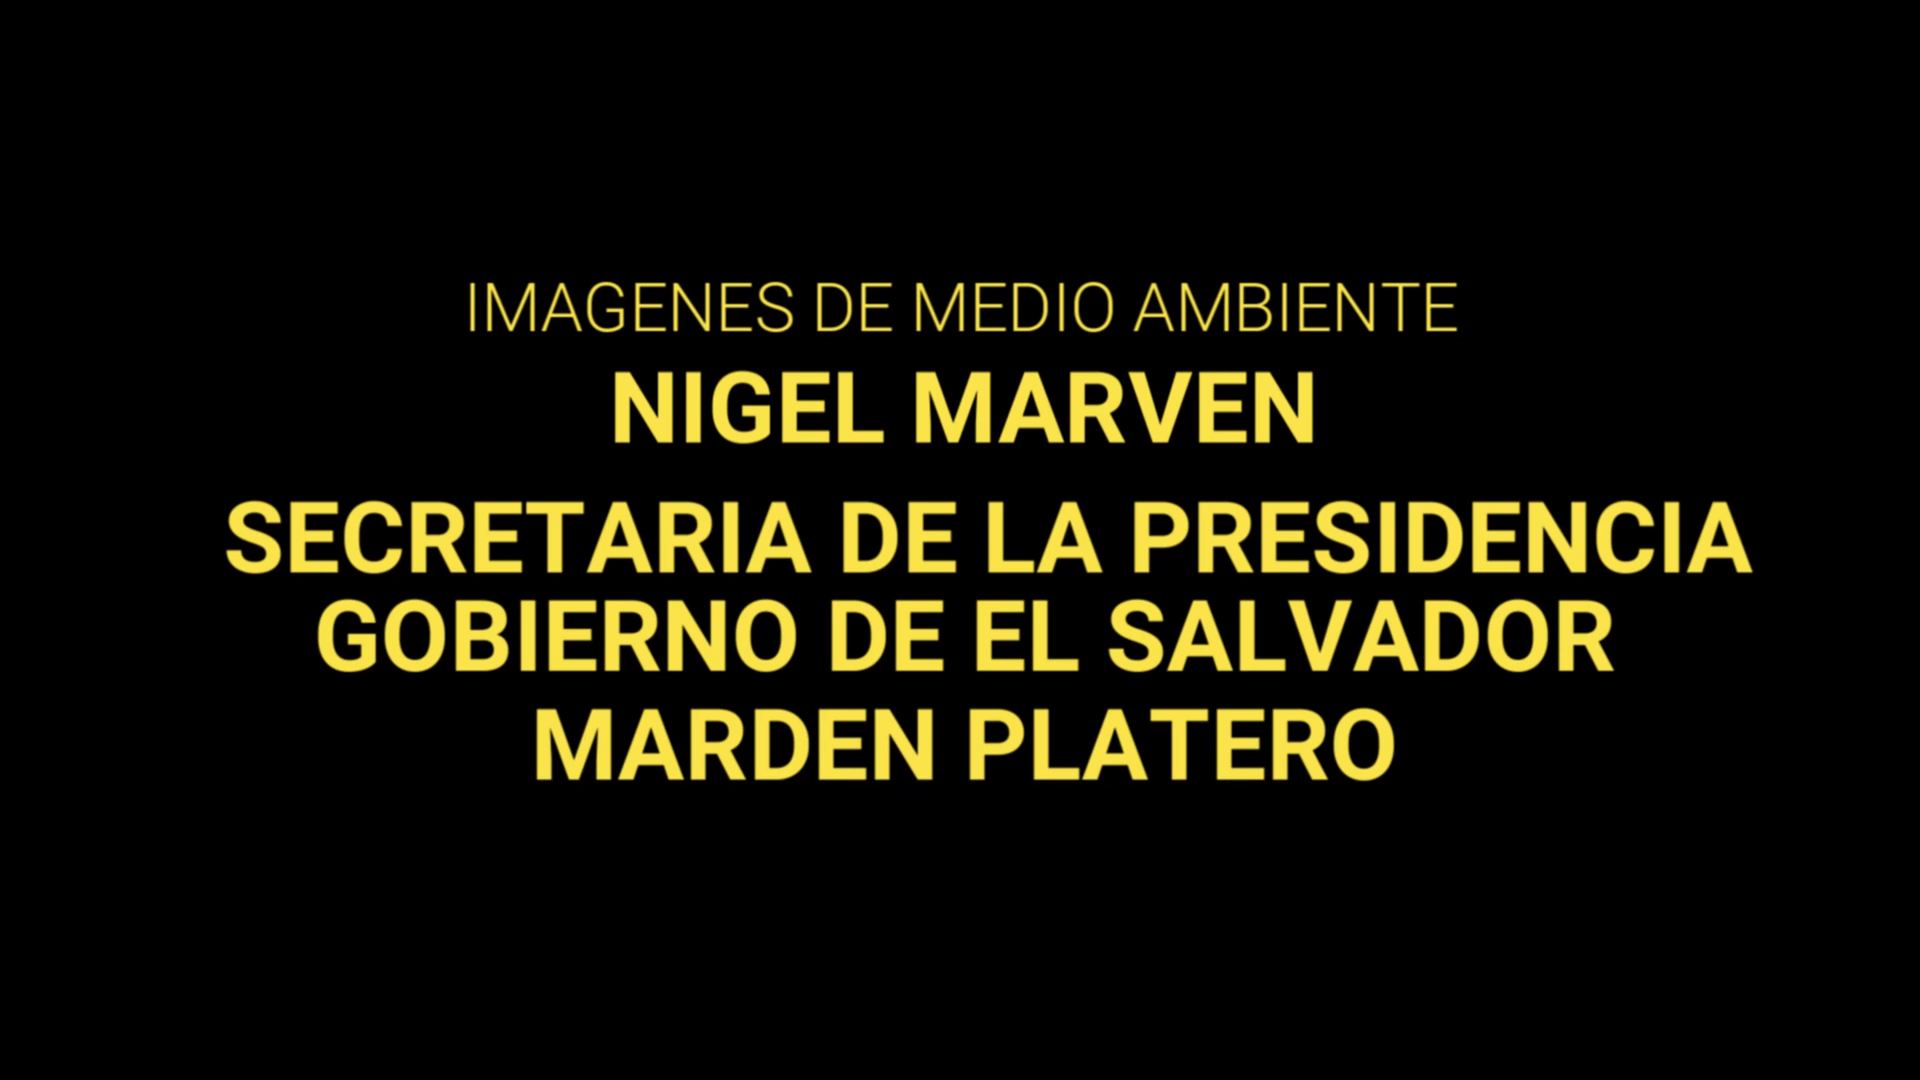 IMAGENES DE MEDIO AMBIENTE
NIGEL MARVEN
SECRETARIA DE LA PRESIDENCIA
GOBIERNO DE EL SALVADOR
MARDEN PLATERO